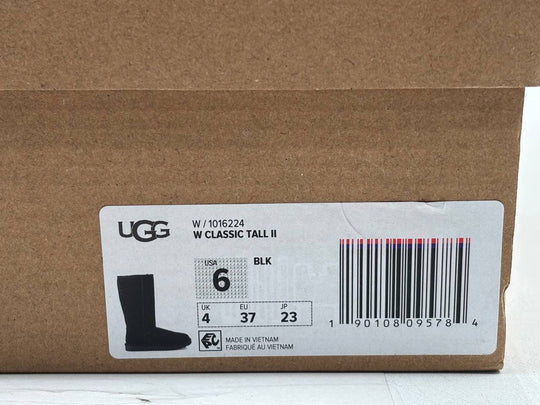 UGG
W / 1016224
W CLASSIC TALL II
USA
6
BLK
UK EU JP
4 37 23
1 90108 09578 4
MADE IN VIETNAM
FABRIQUÉ AU VIETNAM